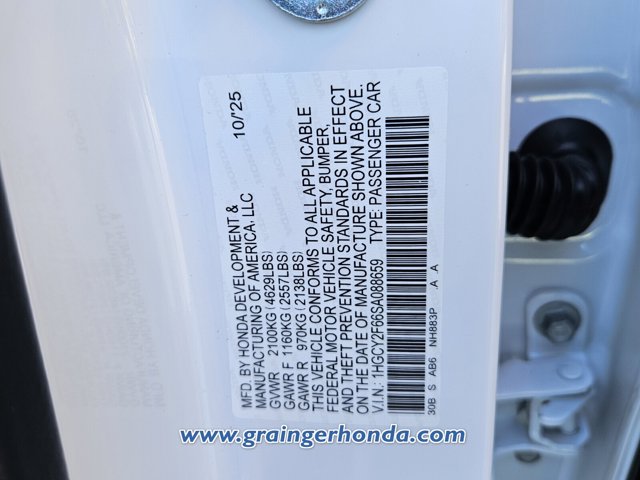 MFD. BY HONDA DEVELOPMENT & 10/25
MANUFACTURING OF AMERICA, LLC
GVWR 2100KG (4629LBS)
GAWR F 1160KG (2557LBS)
GAWR R 970KG (2138LBS)
THIS VEHICLE CONFORMS TO ALL APPLICABLE
FEDERAL MOTOR VEHICLE SAFETY, BUMPER,
AND THEFT PREVENTION STANDARDS IN EFFECT
ON THE DATE OF MANUFACTURE SHOWN ABOVE.
V.I.N.: 1HGCY2F66SA088659 TYPE: PASSENGER CAR
30B S AB6 NH883P A A
www.graingerhonda.com